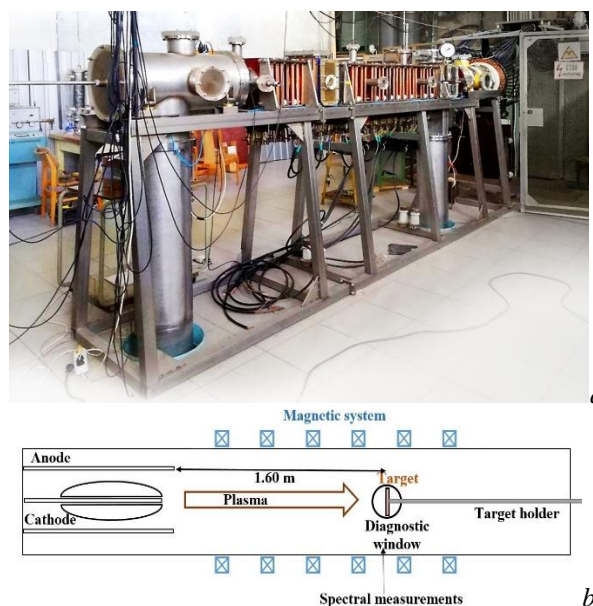 Magnetic system
Anode
1.60 m
Target
Plasma
Cathode
Diagnostic
window
Target holder
Spectral measurements
b